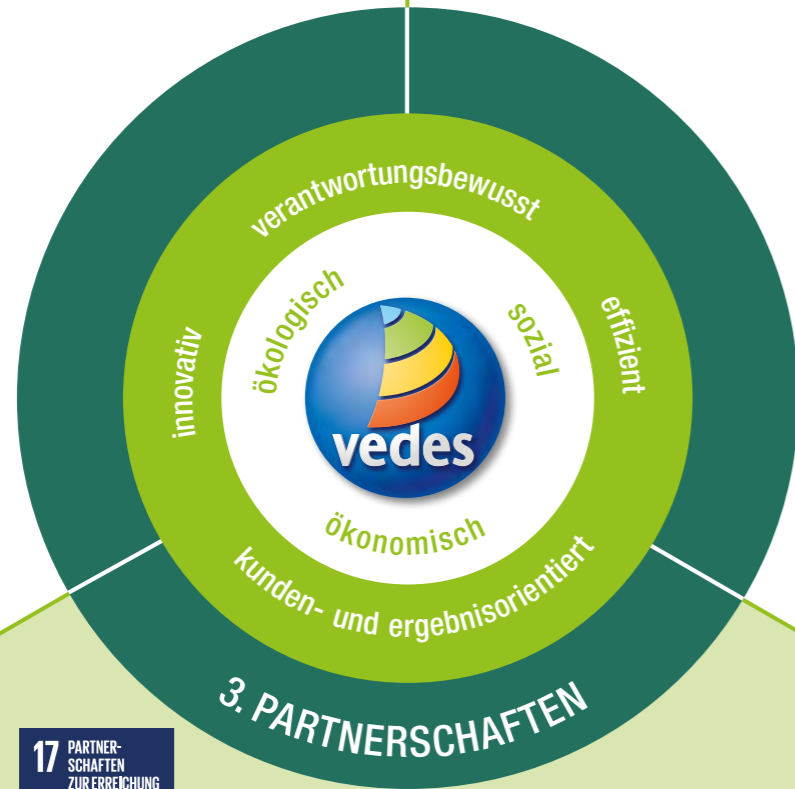 verantwortungsbewusst
innovativ
effizient
ökologisch
sozial
vedes
ökonomisch
kunden- und ergebnisorientiert
3. PARTNERSCHAFTEN
17 PARTNER-
SCHAFTEN
ZUR ERREICHUNG